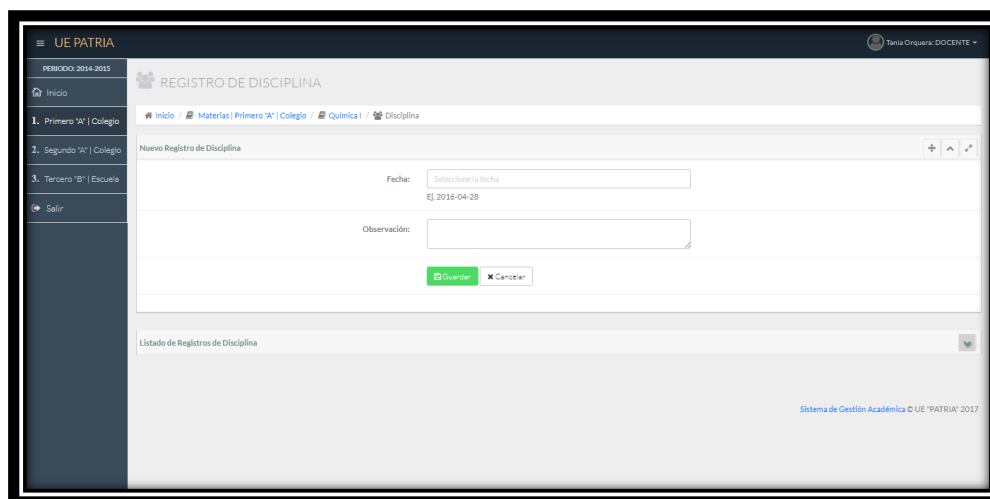 UE PATRIA
Tania Orquera: DOCENTE
PERIODO: 2014-2015
Inicio
1. Primero "A" | Colegio
2. Segundo "A" | Colegio
3. Tercero "B" | Escuela
Salir
REGISTRO DE DISCIPLINA
Inicio / Materias | Primero "A" | Colegio / Química I / Disciplina
Nuevo Registro de Disciplina
Fecha: Seleccione la fecha
Ej. 2016-04-28
Observación:
Guardar Cancelar
Listado de Registros de Disciplina
Sistema de Gestión Académica © UE "PATRIA" 2017